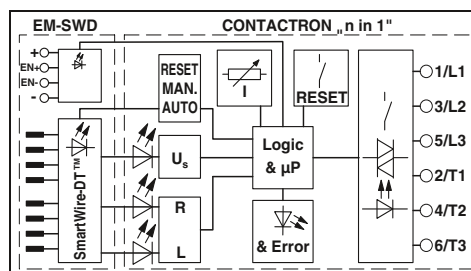 EM-SWD
CONTACTRON „n in 1"
+
EN+
EN-
-
RESET
MAN.
AUTO
I
RESET
SmartWire-DT™
Us
R
L
Logic
& µP
& Error
1/L1
3/L2
5/L3
2/T1
4/T2
6/T3